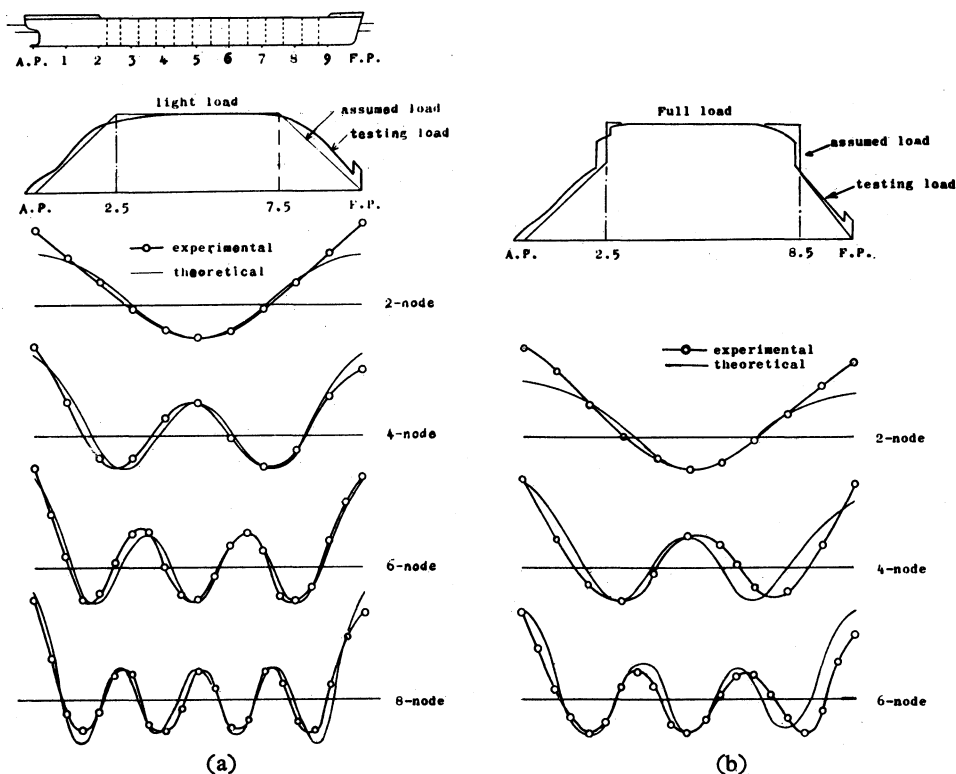 A.P. 1 2 3 4 5 6 7 8 9 F.P.
light load
assumed load
testing load
A.P. 2.5 7.5 F.P.
experimental
theoretical
2-node
4-node
6-node
8-node
(a)
Full load
assumed load
testing load
A.P. 2.5 8.5 F.P.
experimental
theoretical
2-node
4-node
6-node
(b)